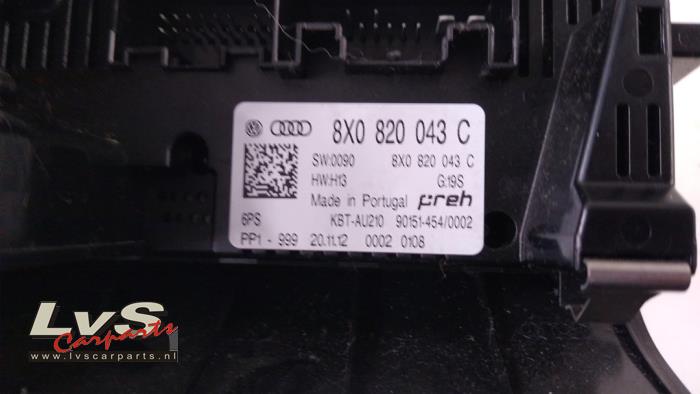 8X0 820 043 C
SW:0090 8X0 820 043 C
HW:H13 G:19S
Made in Portugal preh
6PS KBT-AU210 90151-454/0002
PP1 - 999 20.11.12 0002 0108
LvS
Carparts
www.lvscarparts.nl